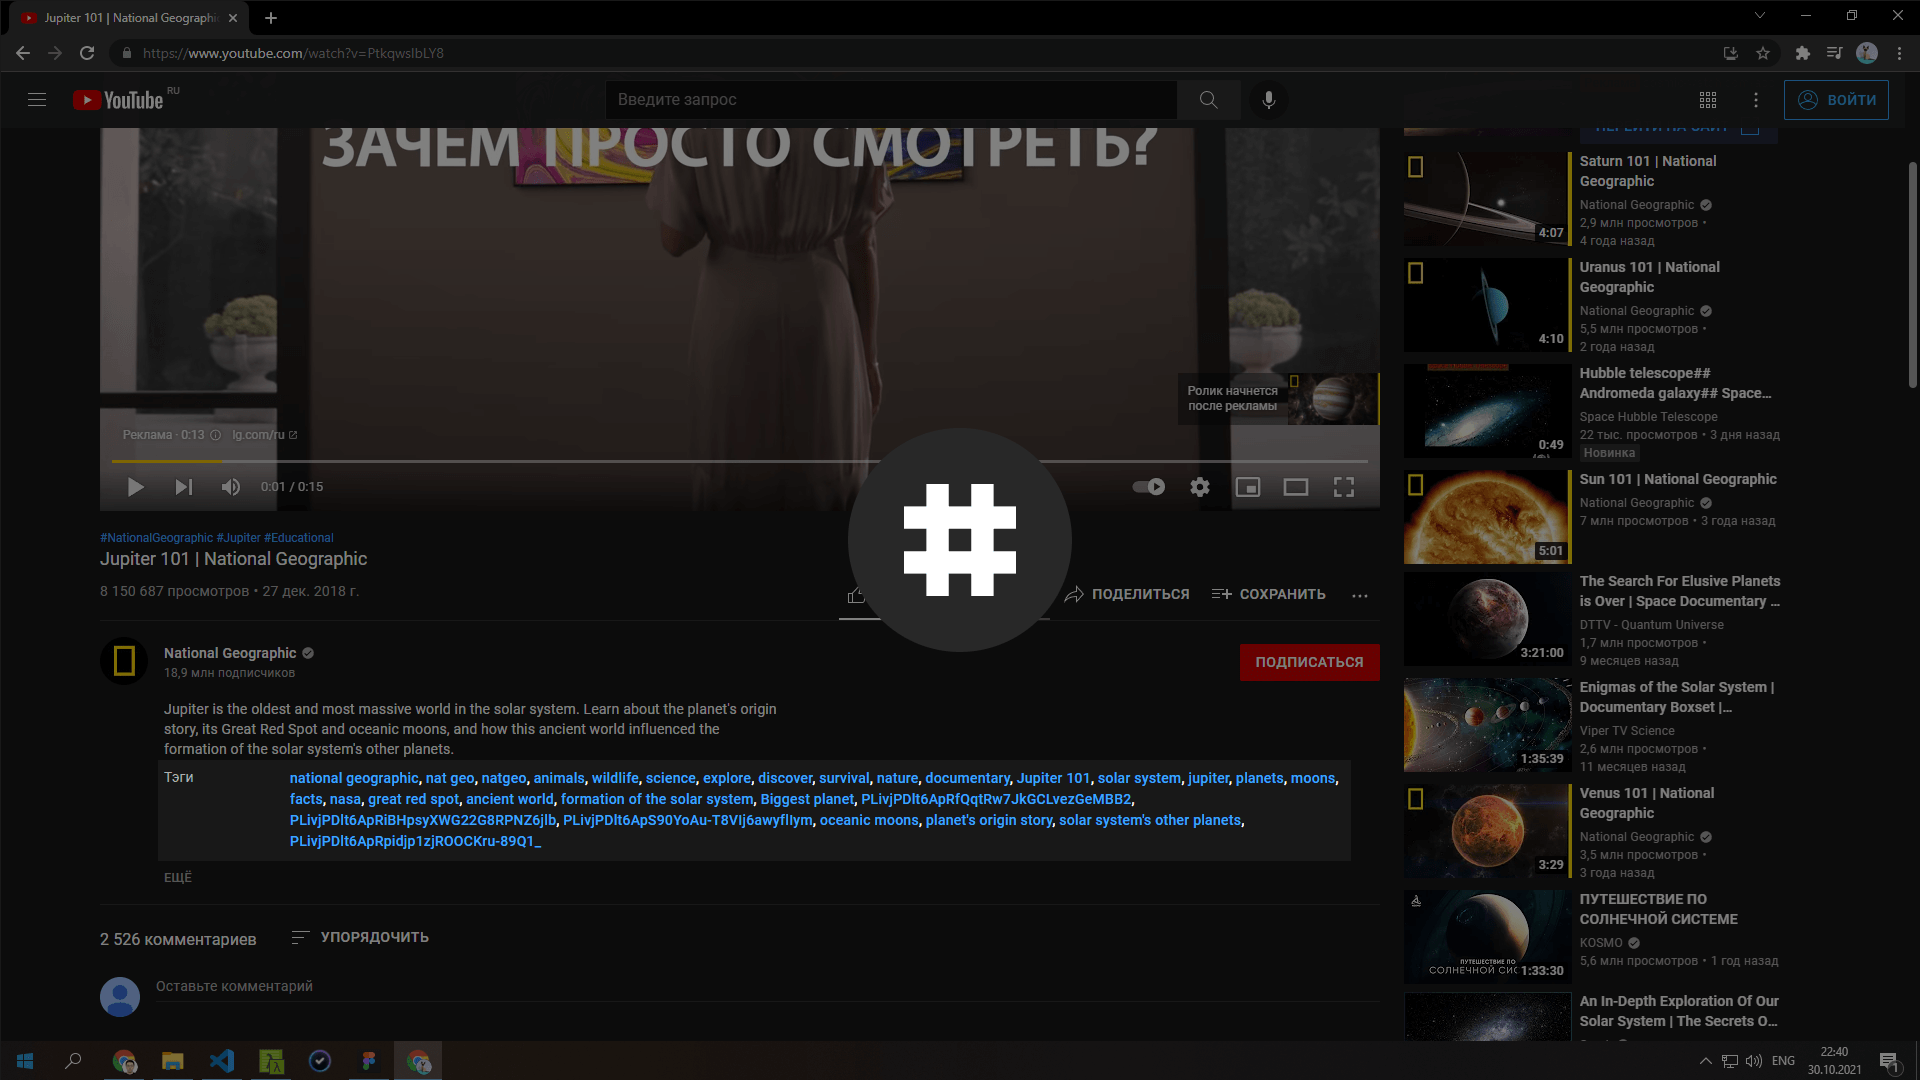 Jupiter 101 | National Geographic
https://www.youtube.com/watch?v=PtkqwslbLY8
YouTube RU
Введите запрос
ВОЙТИ
ЗАЧЕМ ПРОСТО СМОТРЕТЬ?
Ролик начнется
после рекламы
Реклама · 0:13 lg.com/ru
0:01 / 0:15
#
#NationalGeographic #Jupiter #Educational
Jupiter 101 | National Geographic
8 150 687 просмотров • 27 дек. 2018 г.
ПОДЕЛИТЬСЯ
СОХРАНИТЬ
National Geographic
18,9 млн подписчиков
ПОДПИСАТЬСЯ
Jupiter is the oldest and most massive world in the solar system. Learn about the planet's origin
story, its Great Red Spot and oceanic moons, and how this ancient world influenced the
formation of the solar system's other planets.
Тэги
national geographic, nat geo, natgeo, animals, wildlife, science, explore, discover, survival, nature, documentary, Jupiter 101, solar system, jupiter, planets, moons,
facts, nasa, great red spot, ancient world, formation of the solar system, Biggest planet, PLivjPDlt6ApRfQqtRw7JkGCLvezGeMBB2,
PLivjPDlt6ApRiBHpsyXWG22G8RPNZ6jlb, PLivjPDlt6ApS90YoAu-T8VIj6awyflIym, oceanic moons, planet's origin story, solar system's other planets,
PLivjPDlt6ApRpidjp1zjROOCKru-89Q1_
ЕЩЁ
2 526 комментариев
УПОРЯДОЧИТЬ
Оставьте комментарий
ПЕРЕЙТИ НА САЙТ
Saturn 101 | National
Geographic
National Geographic
2,9 млн просмотров •
4 года назад
4:07
Uranus 101 | National
Geographic
National Geographic
5,5 млн просмотров •
2 года назад
4:10
Hubble telescope##
Andromeda galaxy## Space…
Space Hubble Telescope
22 тыс. просмотров • 3 дня назад
Новинка
0:49
Sun 101 | National Geographic
National Geographic
7 млн просмотров • 3 года назад
5:01
The Search For Elusive Planets
is Over | Space Documentary …
DTTV - Quantum Universe
1,7 млн просмотров •
9 месяцев назад
3:21:00
Enigmas of the Solar System |
Documentary Boxset |…
Viper TV Science
2,6 млн просмотров •
11 месяцев назад
1:35:39
Venus 101 | National
Geographic
National Geographic
3,5 млн просмотров •
3 года назад
3:29
ПУТЕШЕСТВИЕ ПО
СОЛНЕЧНОЙ СИСТЕМЕ
KOSMO
5,6 млн просмотров • 1 год назад
ПУТЕШЕСТВИЕ ПО
СОЛНЕЧНОЙ СИС
1:33:30
An In-Depth Exploration Of Our
Solar System | The Secrets O…
ENG
22:40
30.10.2021
1